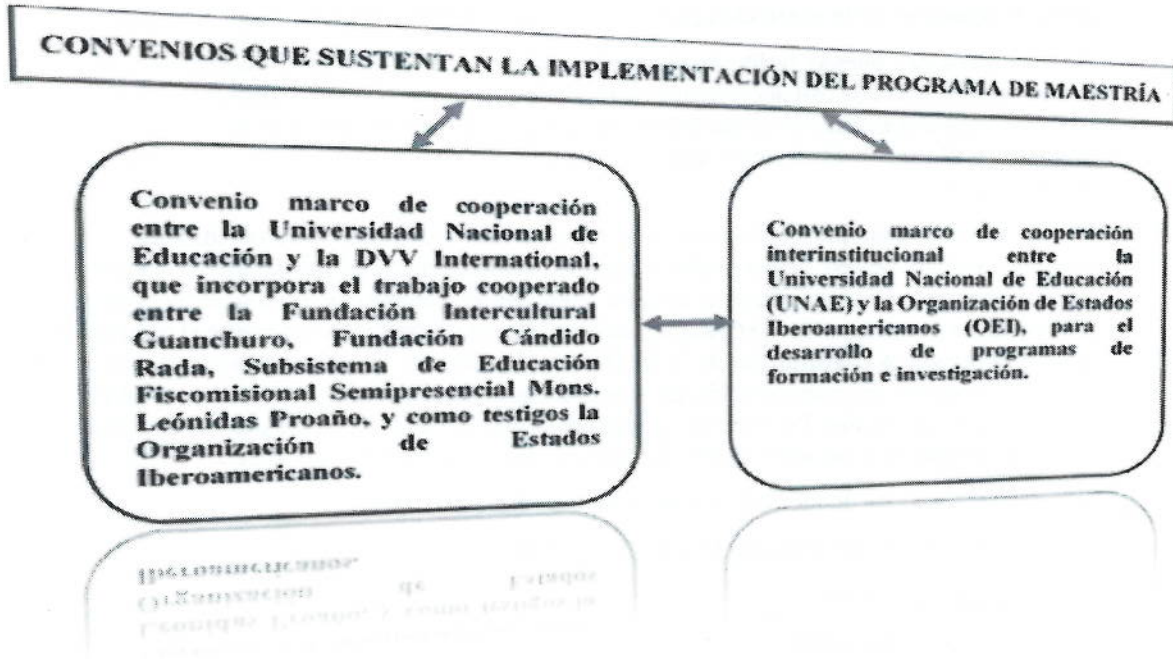 CONVENIOS QUE SUSTENTAN LA IMPLEMENTACIÓN DEL PROGRAMA DE MAESTRÍA
Convenio marco de cooperación
entre la Universidad Nacional de
Educación y la DVV International,
que incorpora el trabajo cooperado
entre la Fundación Intercultural
Guanchuro, Fundación Cándido
Rada, Subsistema de Educación
Fiscomisional Semipresencial Mons.
Leónidas Proaño, y como testigos la
Organización de Estados
Iberoamericanos.
Convenio marco de cooperación
interinstitucional entre la
Universidad Nacional de Educación
(UNAE) y la Organización de Estados
Iberoamericanos (OEI), para el
desarrollo de programas de
formación e investigación.